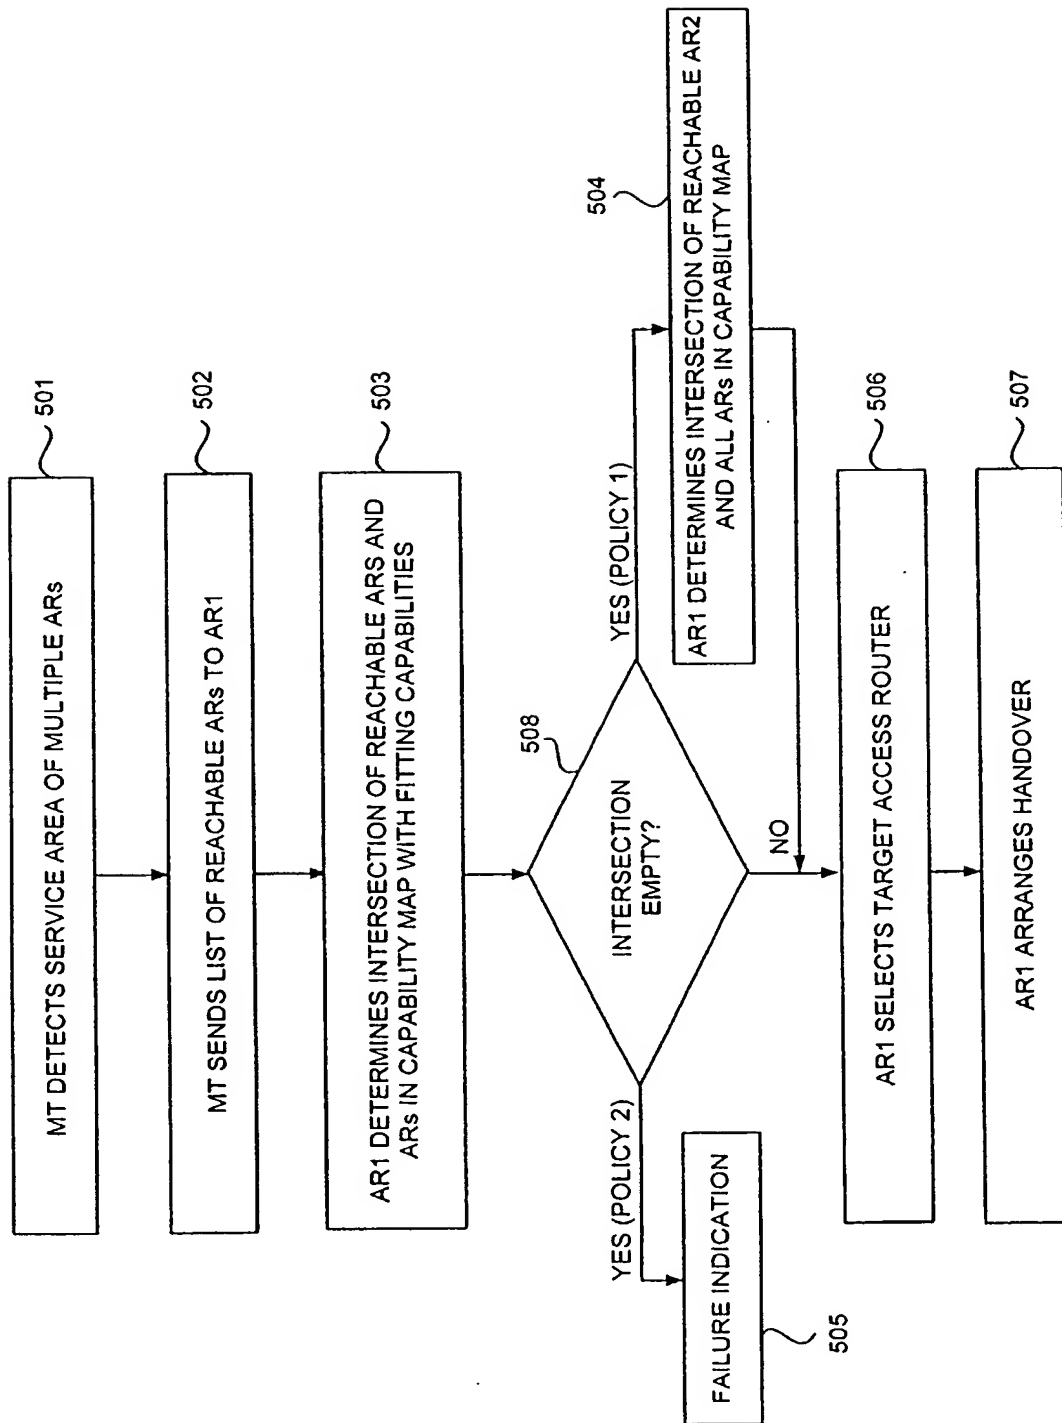 501
MT DETECTS SERVICE AREA OF MULTIPLE ARs
502
MT SENDS LIST OF REACHABLE ARs TO AR1
503
AR1 DETERMINES INTERSECTION OF REACHABLE ARS AND
ARs IN CAPABILITY MAP WITH FITTING CAPABILITIES
508
INTERSECTION
EMPTY?
YES (POLICY 2)
YES (POLICY 1)
NO
FAILURE INDICATION
505
504
AR1 DETERMINES INTERSECTION OF REACHABLE AR2
AND ALL ARs IN CAPABILITY MAP
506
AR1 SELECTS TARGET ACCESS ROUTER
507
AR1 ARRANGES HANDOVER